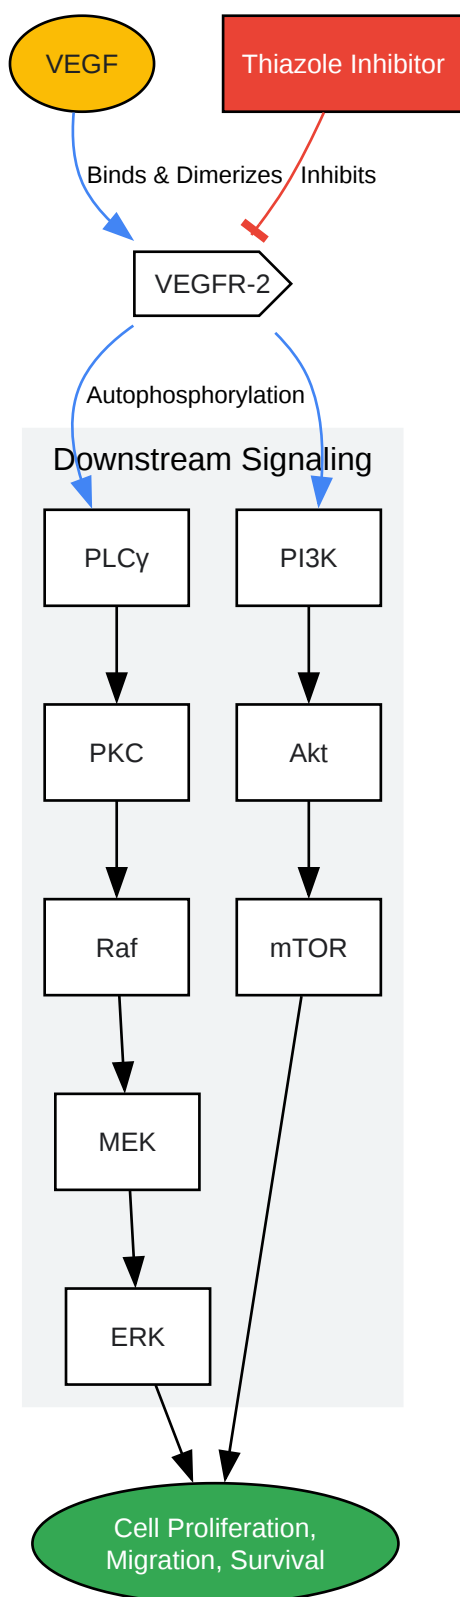 VEGF
Thiazole Inhibitor
Binds & Dimerizes
Inhibits
VEGFR-2
Autophosphorylation
Downstream Signaling
PLCγ
PI3K
PKC
Akt
Raf
mTOR
MEK
ERK
Cell Proliferation,
Migration, Survival